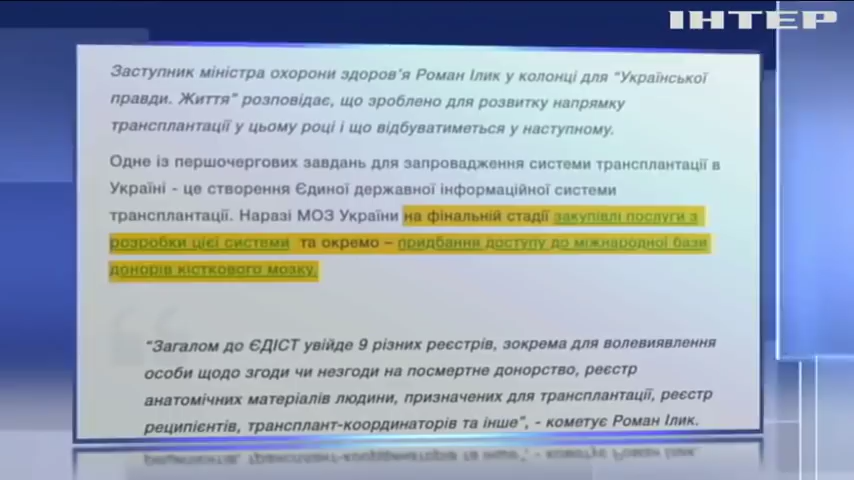 ІНТЕР
Заступник міністра охорони здоров'я Роман Ілик у колонці для "Української
правди. Життя" розповідає, що зроблено для розвитку напрямку
трансплантації у цьому році і що відбуватиметься у наступному.
Одне із першочергових завдань для запровадження системи трансплантації в
Україні - це створення Єдиної державної інформаційної системи
трансплантації. Наразі МОЗ України на фінальній стадії закупівлі послуги з
розробки цієї системи та окремо – придбання доступу до міжнародної бази
донорів кісткового мозку.
"Загалом до ЄДІСТ увійде 9 різних реєстрів, зокрема для волевиявлення
особи щодо згоди чи незгоди на посмертне донорство, реєстр
анатомічних матеріалів людини, призначених для трансплантації, реєстр
реципієнтів, трансплант-координаторів та інше", - кометує Роман Ілик.